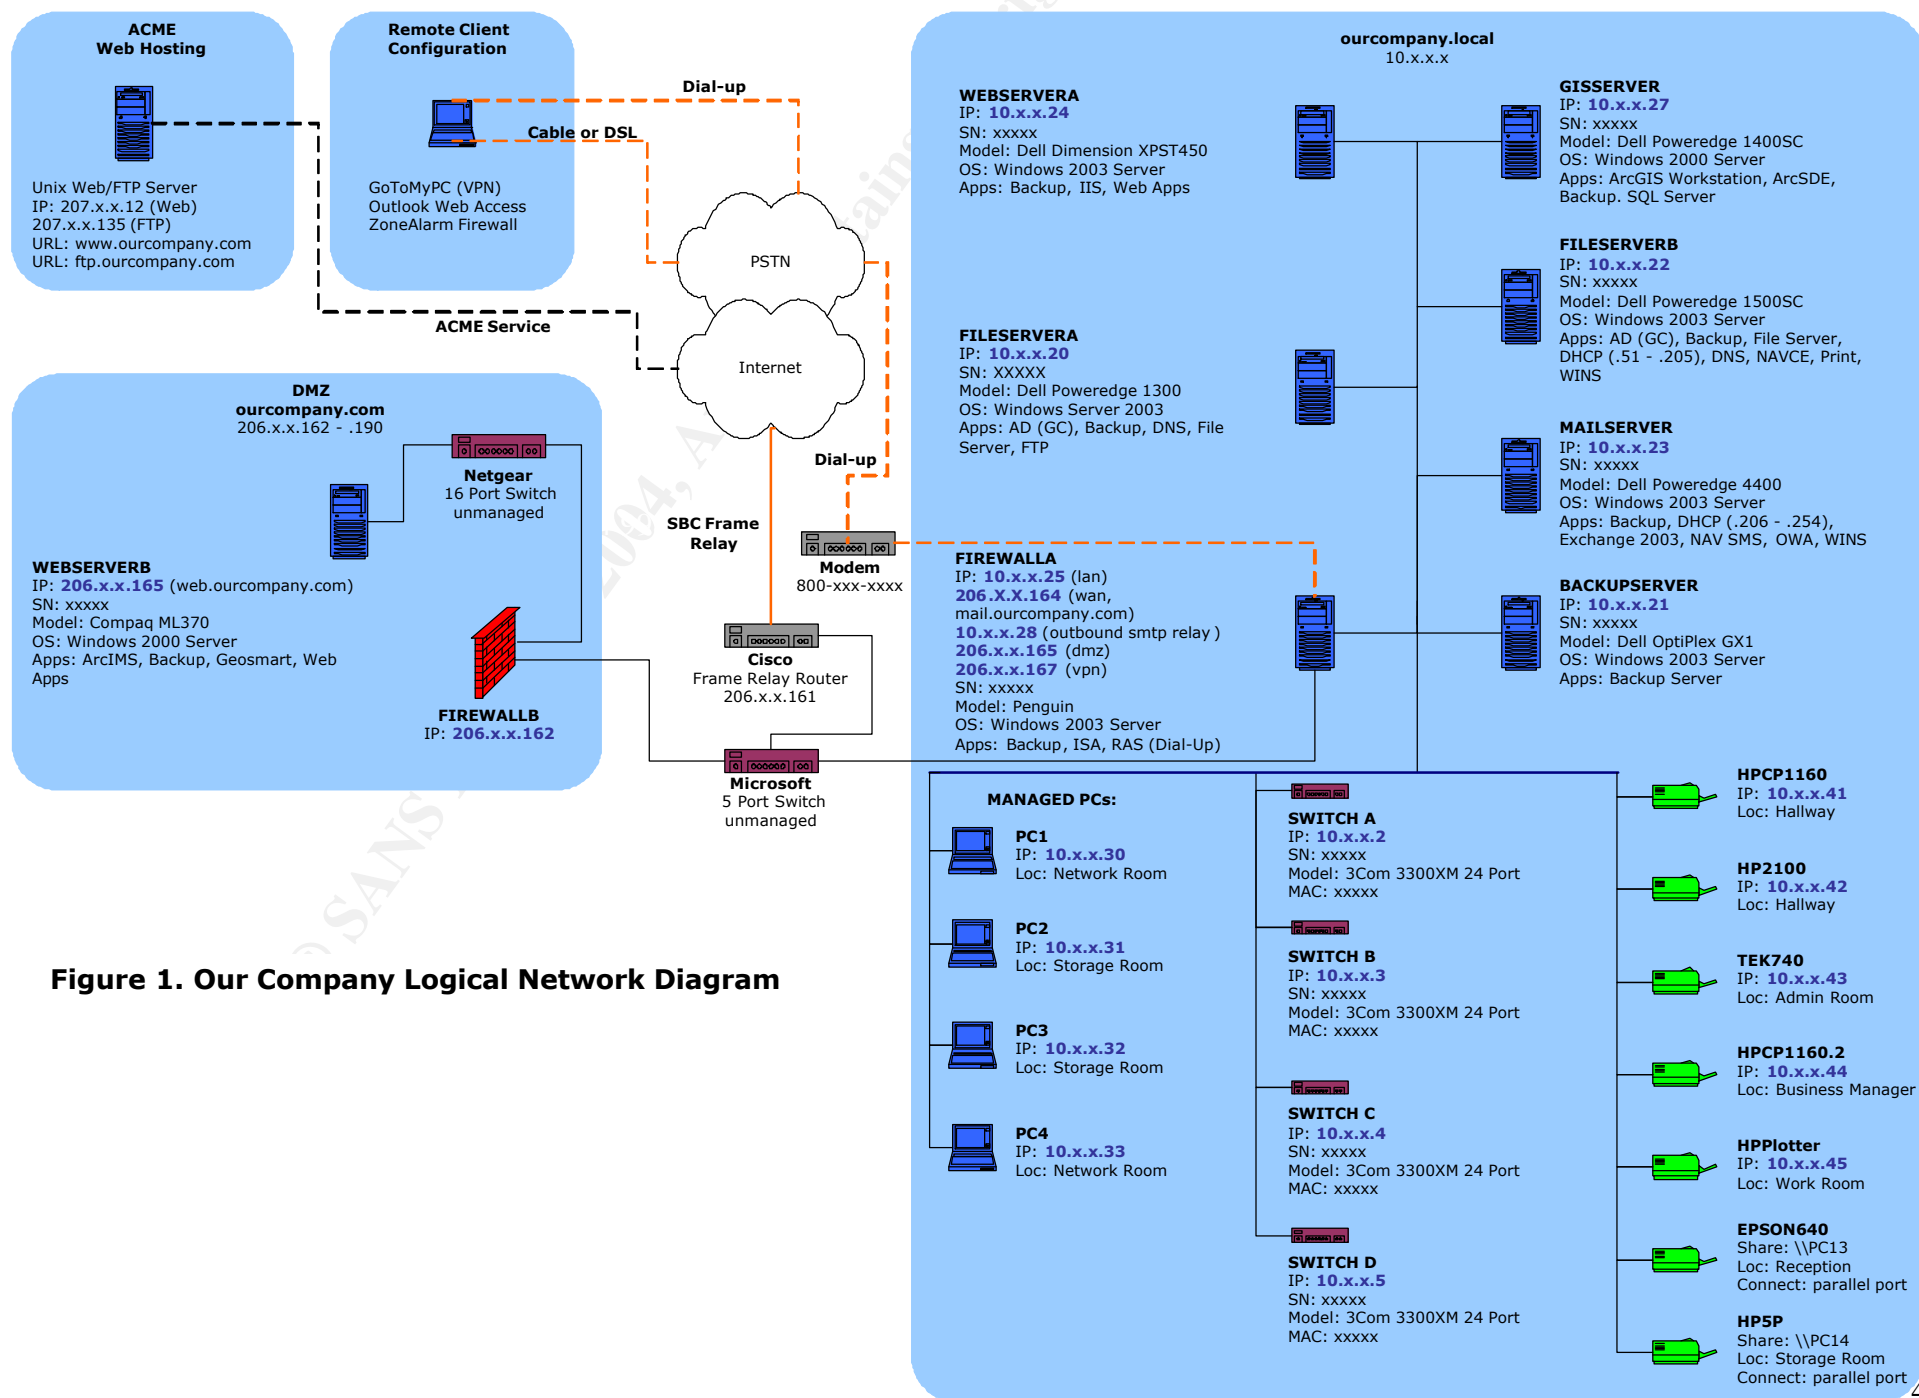 ACME
Web Hosting
Unix Web/FTP Server
IP: 207.x.x.12 (Web)
207.x.x.135 (FTP)
URL: www.ourcompany.com
URL: ftp.ourcompany.com
Remote Client
Configuration
GoToMyPC (VPN)
Outlook Web Access
ZoneAlarm Firewall
Dial-up
Cable or DSL
PSTN
Internet
ACME Service
Dial-up
SBC Frame
Relay
Modem
800-xxx-xxxx
Cisco
Frame Relay Router
206.x.x.161
Microsoft
5 Port Switch
unmanaged
DMZ
ourcompany.com
206.x.x.162 - .190
Netgear
16 Port Switch
unmanaged
WEBSERVERB
IP: 206.x.x.165 (web.ourcompany.com)
SN: xxxxx
Model: Compaq ML370
OS: Windows 2000 Server
Apps: ArcIMS, Backup, Geosmart, Web
Apps
FIREWALLB
IP: 206.x.x.162
ourcompany.local
10.x.x.x
WEBSERVERA
IP: 10.x.x.24
SN: xxxxx
Model: Dell Dimension XPST450
OS: Windows 2003 Server
Apps: Backup, IIS, Web Apps
FILESERVERA
IP: 10.x.x.20
SN: XXXXX
Model: Dell Poweredge 1300
OS: Windows Server 2003
Apps: AD (GC), Backup, DNS, File
Server, FTP
FIREWALLA
IP: 10.x.x.25 (lan)
206.X.X.164 (wan,
mail.ourcompany.com)
10.x.x.28 (outbound smtp relay )
206.x.x.165 (dmz)
206.x.x.167 (vpn)
SN: xxxxx
Model: Penguin
OS: Windows 2003 Server
Apps: Backup, ISA, RAS (Dial-Up)
GISSERVER
IP: 10.x.x.27
SN: xxxxx
Model: Dell Poweredge 1400SC
OS: Windows 2000 Server
Apps: ArcGIS Workstation, ArcSDE,
Backup. SQL Server
FILESERVERB
IP: 10.x.x.22
SN: xxxxx
Model: Dell Poweredge 1500SC
OS: Windows 2003 Server
Apps: AD (GC), Backup, File Server,
DHCP (.51 - .205), DNS, NAVCE, Print,
WINS
MAILSERVER
IP: 10.x.x.23
SN: xxxxx
Model: Dell Poweredge 4400
OS: Windows 2003 Server
Apps: Backup, DHCP (.206 - .254),
Exchange 2003, NAV SMS, OWA, WINS
BACKUPSERVER
IP: 10.x.x.21
SN: xxxxx
Model: Dell OptiPlex GX1
OS: Windows 2003 Server
Apps: Backup Server
MANAGED PCs:
PC1
IP: 10.x.x.30
Loc: Network Room
PC2
IP: 10.x.x.31
Loc: Storage Room
PC3
IP: 10.x.x.32
Loc: Storage Room
PC4
IP: 10.x.x.33
Loc: Network Room
SWITCH A
IP: 10.x.x.2
SN: xxxxx
Model: 3Com 3300XM 24 Port
MAC: xxxxx
SWITCH B
IP: 10.x.x.3
SN: xxxxx
Model: 3Com 3300XM 24 Port
MAC: xxxxx
SWITCH C
IP: 10.x.x.4
SN: xxxxx
Model: 3Com 3300XM 24 Port
MAC: xxxxx
SWITCH D
IP: 10.x.x.5
SN: xxxxx
Model: 3Com 3300XM 24 Port
MAC: xxxxx
HPCP1160
IP: 10.x.x.41
Loc: Hallway
HP2100
IP: 10.x.x.42
Loc: Hallway
TEK740
IP: 10.x.x.43
Loc: Admin Room
HPCP1160.2
IP: 10.x.x.44
Loc: Business Manager
HPPlotter
IP: 10.x.x.45
Loc: Work Room
EPSON640
Share: \\PC13
Loc: Reception
Connect: parallel port
HP5P
Share: \\PC14
Loc: Storage Room
Connect: parallel port
Figure 1. Our Company Logical Network Diagram
© SANS
2004, A
tains